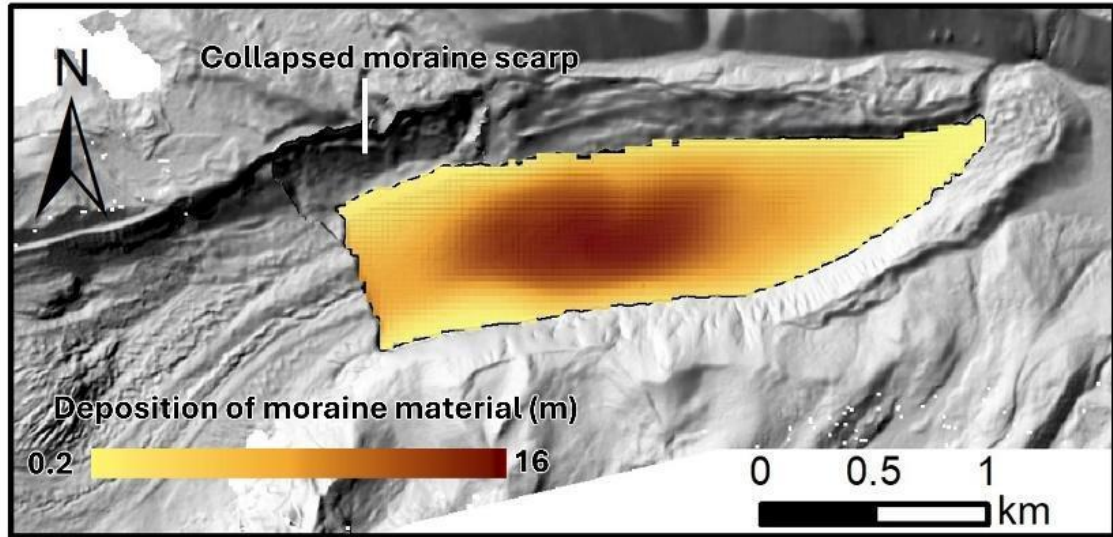 N
Collapsed moraine scarp
Deposition of moraine material (m)
0.2 16
0 0.5 1
km